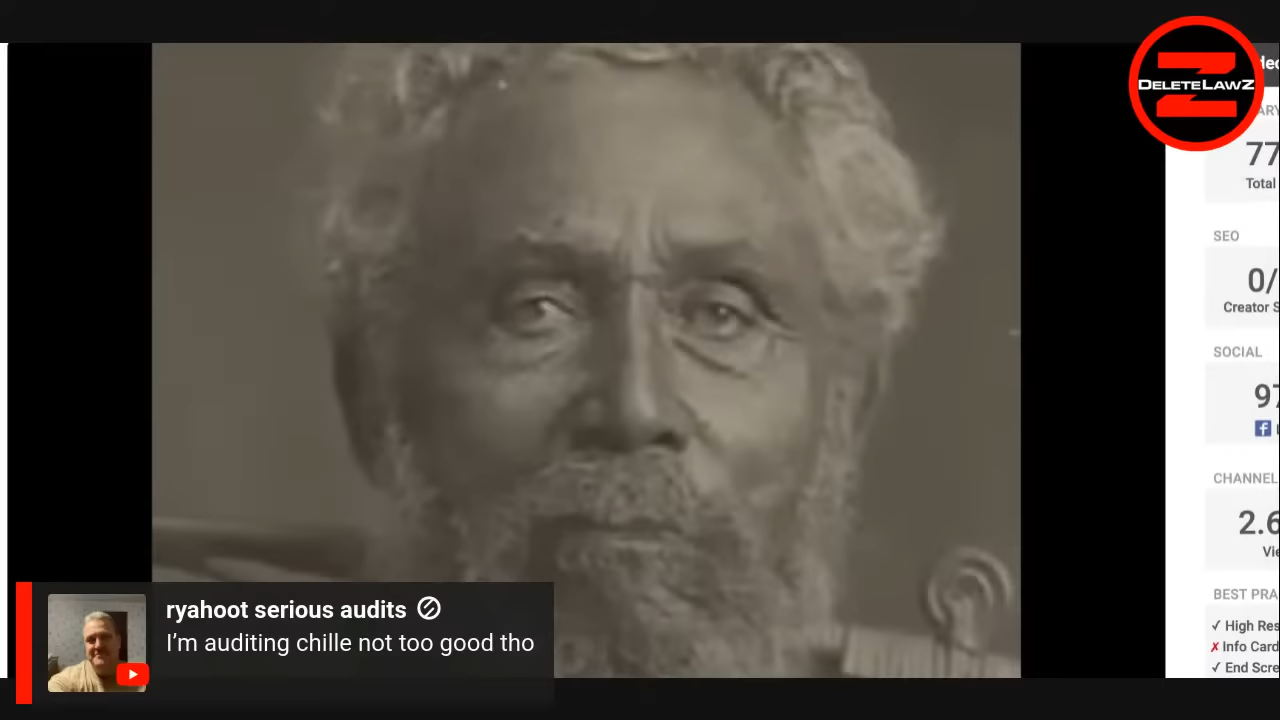 DELETELAWZ
77
Total
SEO
0/
Creator S
SOCIAL
97
CHANNEL
2.6
Vie
BEST PRA
✓ High Res
✗ Info Card
✓ End Scre
ryahoot serious audits
I’m auditing chille not too good tho